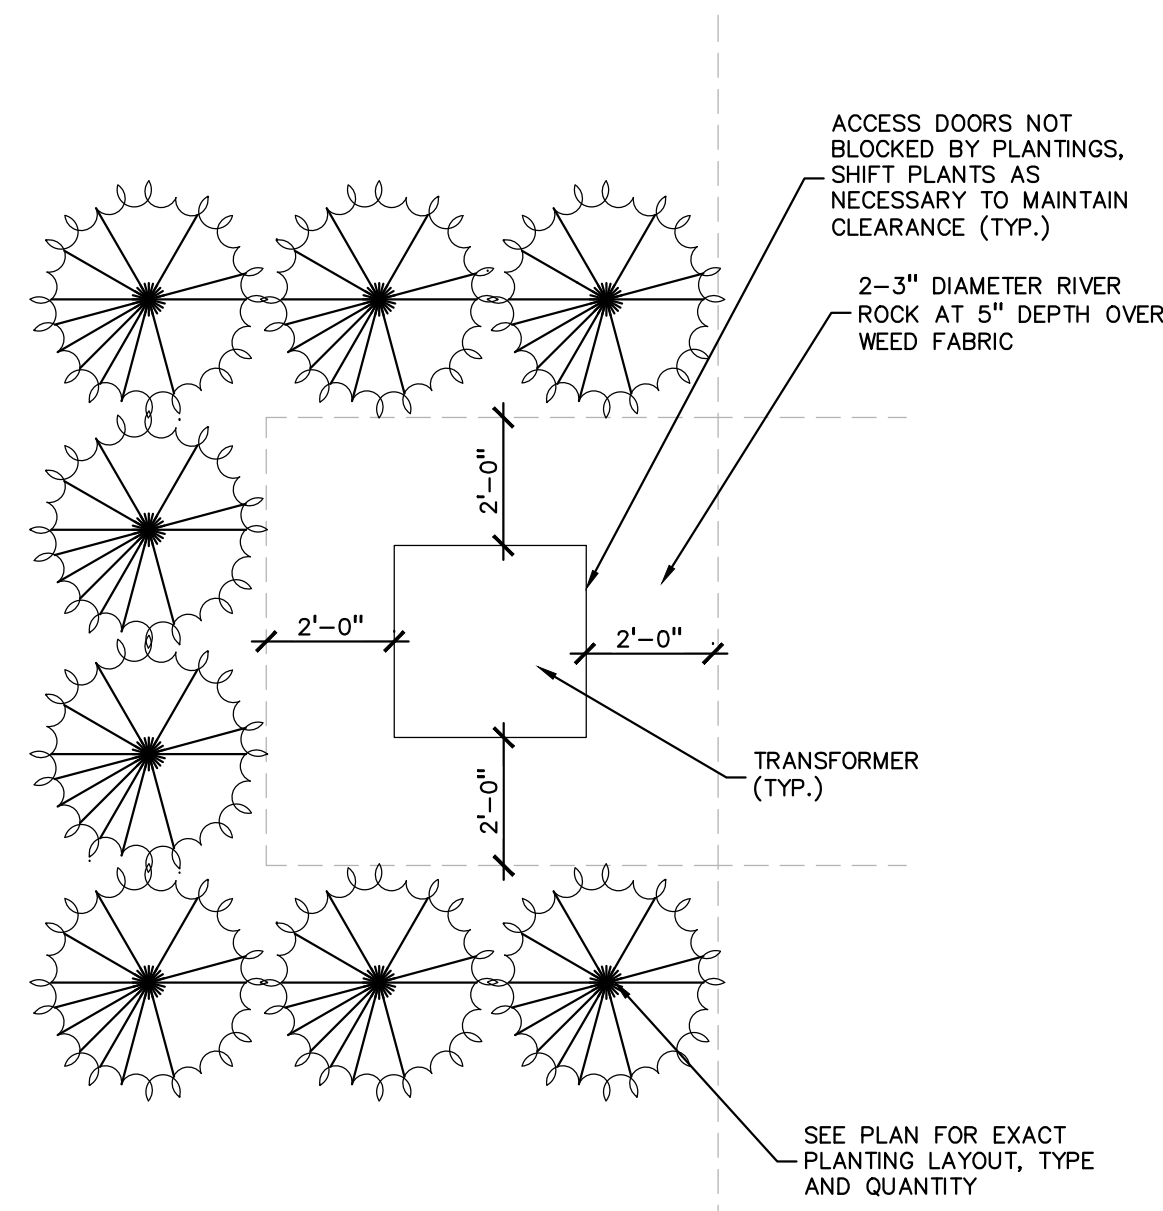 ACCESS DOORS NOT
BLOCKED BY PLANTINGS,
SHIFT PLANTS AS
NECESSARY TO MAINTAIN
CLEARANCE (TYP.)
2-3" DIAMETER RIVER
ROCK AT 5" DEPTH OVER
WEED FABRIC
2'-0"
2'-0"
2'-0"
TRANSFORMER
(TYP.)
2'-0"
SEE PLAN FOR EXACT
PLANTING LAYOUT, TYPE
AND QUANTITY